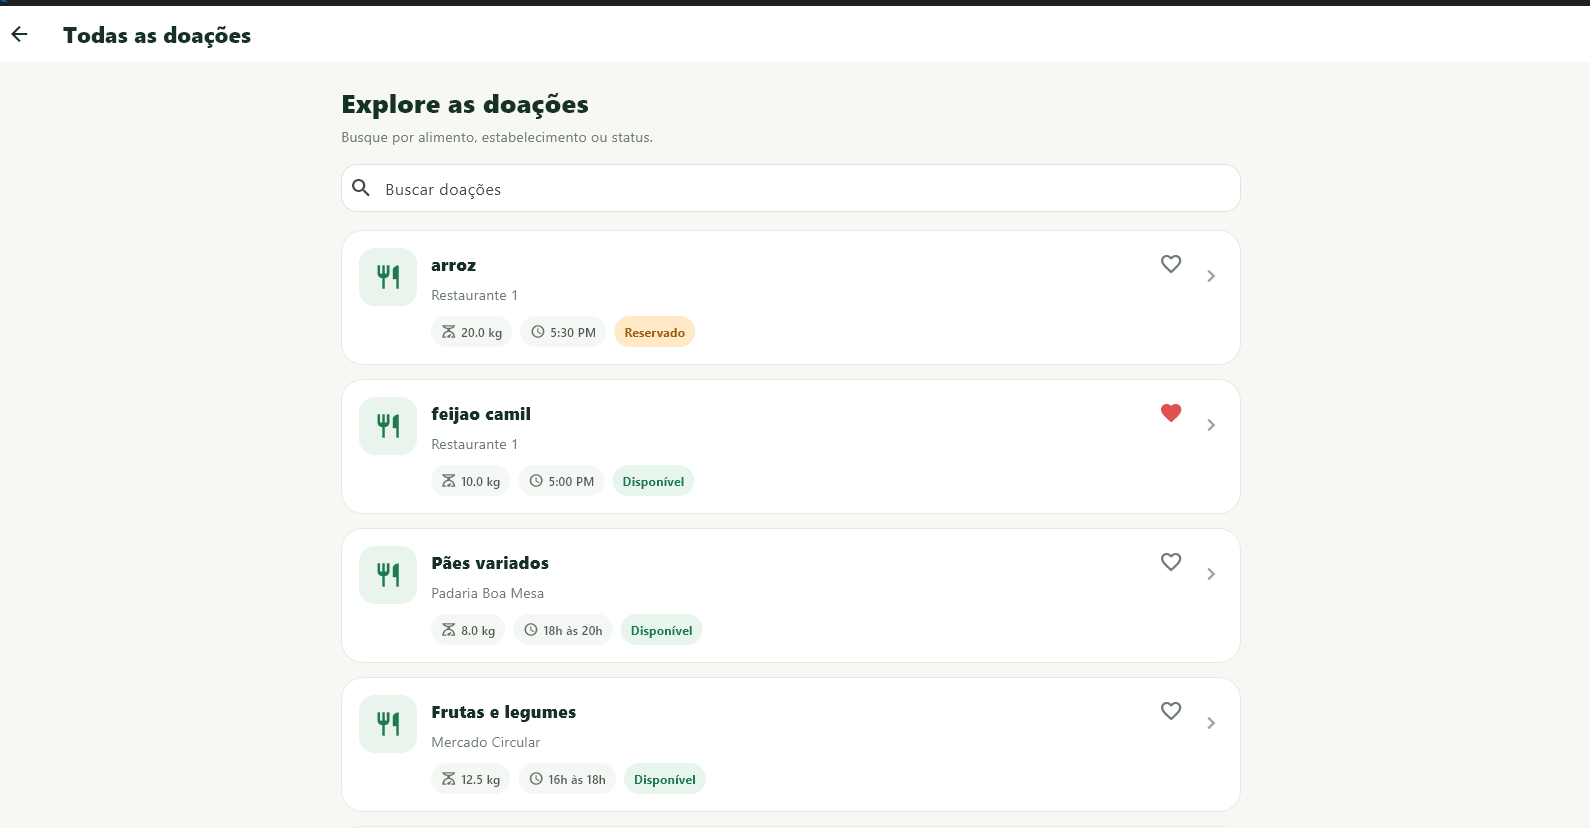 Todas as doações
Explore as doações
Busque por alimento, estabelecimento ou status.
Buscar doações
arroz
Restaurante 1
20.0 kg 5:30 PM Reservado
feijao camil
Restaurante 1
10.0 kg 5:00 PM Disponível
Pães variados
Padaria Boa Mesa
8.0 kg 18h às 20h Disponível
Frutas e legumes
Mercado Circular
12.5 kg 16h às 18h Disponível